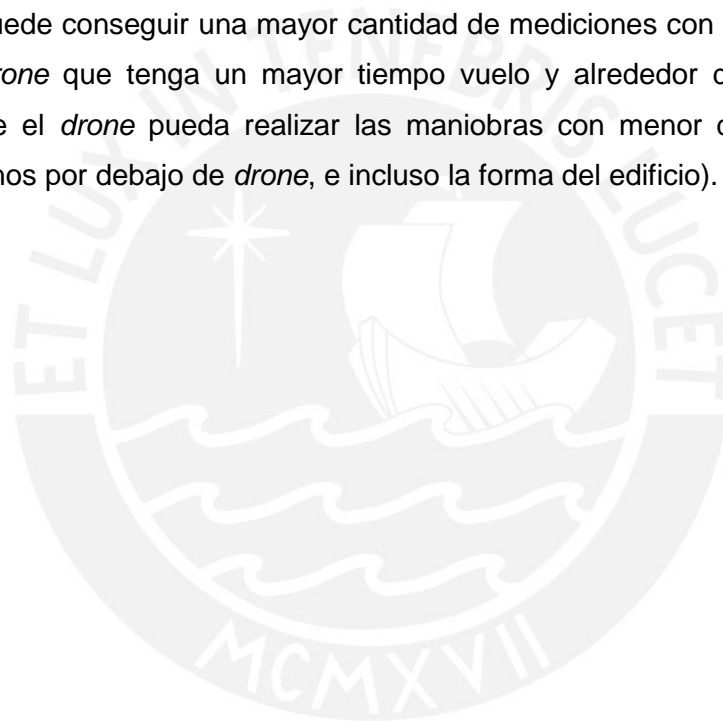 uede conseguir una mayor cantidad de mediciones con
rone que tenga un mayor tiempo vuelo y alrededor
e el drone pueda realizar las maniobras con menor
nos por debajo de drone, e incluso la forma del edificio).
ET LUX IN TENEBRIS LUCET
MCMXVII